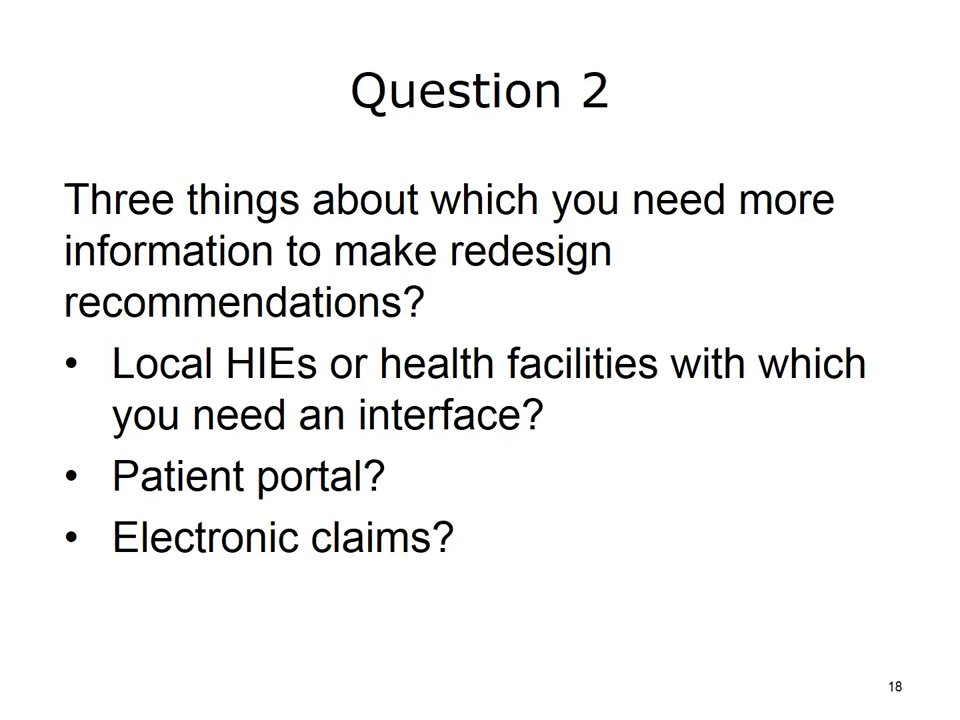 Question 2
Three things about which you need more
information to make redesign
recommendations?
• Local HIEs or health facilities with which
you need an interface?
• Patient portal?
• Electronic claims?
18